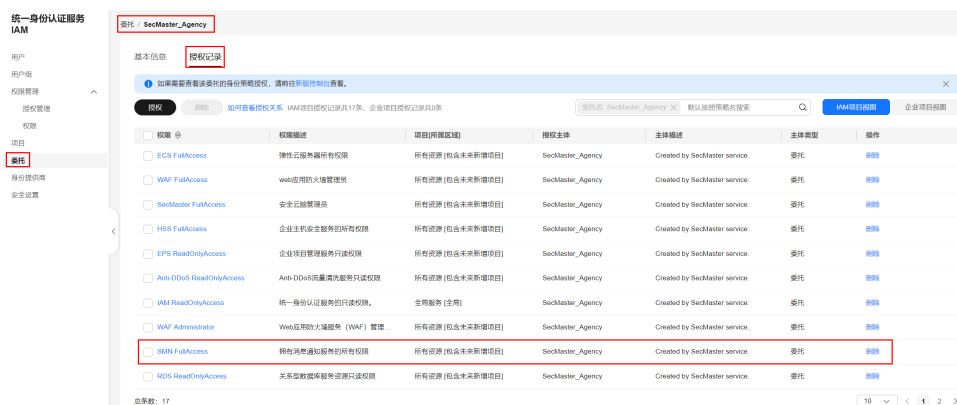 统一身份认证服务
IAM
用户
用户组
权限管理
授权管理
权限
项目
委托
身份提供商
安全设置
委托 / SecMaster_Agency
基本信息 授权记录
如果需要查看该委托的身份策略授权，请前往新版控制台查看。
授权 删除 如何查看授权关系 IAM项目授权记录共17条，企业项目授权记录共0条 委托名: SecMaster_Agency 默认按照策略名搜索 IAM项目视图 企业项目视图
权限 权限描述 项目[所属区域] 授权主体 主体描述 主体类型 操作
ECS FullAccess 弹性云服务器所有权限 所有资源 [包含未来新增项目] SecMaster_Agency Created by SecMaster service. 委托 删除
WAF FullAccess web应用防火墙管理员 所有资源 [包含未来新增项目] SecMaster_Agency Created by SecMaster service. 委托 删除
SecMaster FullAccess 安全云脑管理员 所有资源 [包含未来新增项目] SecMaster_Agency Created by SecMaster service. 委托 删除
HSS FullAccess 企业主机安全服务的所有权限 所有资源 [包含未来新增项目] SecMaster_Agency Created by SecMaster service. 委托 删除
EPS ReadOnlyAccess 企业项目管理服务只读权限 所有资源 [包含未来新增项目] SecMaster_Agency Created by SecMaster service. 委托 删除
Anti-DDoS ReadOnlyAccess Anti-DDoS流量清洗服务只读权限 所有资源 [包含未来新增项目] SecMaster_Agency Created by SecMaster service. 委托 删除
IAM ReadOnlyAccess 统一身份认证服务的只读权限。 全局服务 [全局] SecMaster_Agency Created by SecMaster service. 委托 删除
WAF Administrator Web应用防火墙服务（WAF）管理... 所有资源 [包含未来新增项目] SecMaster_Agency Created by SecMaster service. 委托 删除
SMN FullAccess 拥有消息通知服务的所有权限 所有资源 [包含未来新增项目] SecMaster_Agency Created by SecMaster service. 委托 删除
RDS ReadOnlyAccess 关系型数据库服务资源只读权限 所有资源 [包含未来新增项目] SecMaster_Agency Created by SecMaster service. 委托 删除
总条数: 17 10 1 2